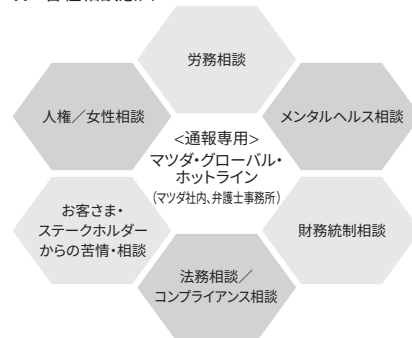 労務相談
人権／女性相談
メンタルヘルス相談
<通報専用>
マツダ・グローバル・
ホットライン
(マツダ社内、弁護士事務所)
お客さま・
ステークホルダー
からの苦情・相談
財務統制相談
法務相談／
コンプライアンス相談